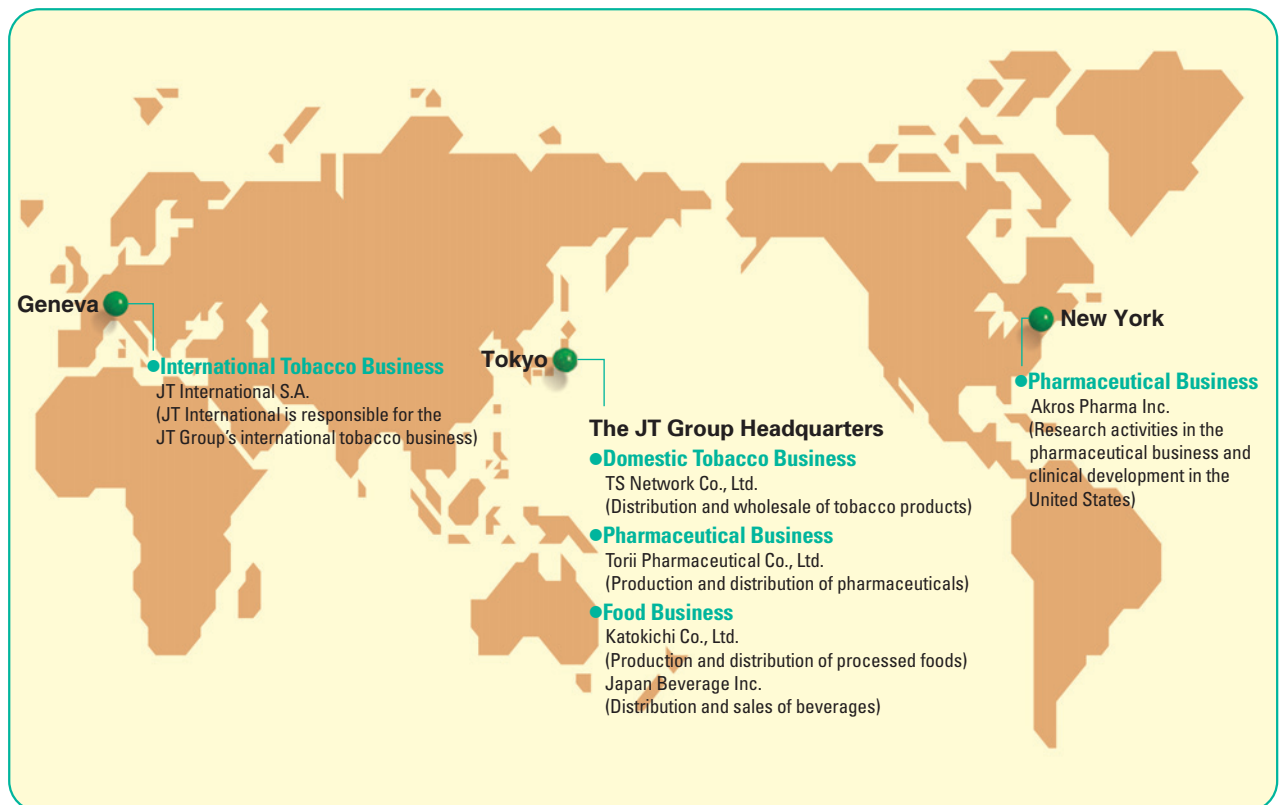 Geneva
●International Tobacco Business
JT International S.A.
(JT International is responsible for the
JT Group's international tobacco business)
Tokyo
The JT Group Headquarters
●Domestic Tobacco Business
TS Network Co., Ltd.
(Distribution and wholesale of tobacco products)
●Pharmaceutical Business
Torii Pharmaceutical Co., Ltd.
(Production and distribution of pharmaceuticals)
●Food Business
Katokichi Co., Ltd.
(Production and distribution of processed foods)
Japan Beverage Inc.
(Distribution and sales of beverages)
New York
●Pharmaceutical Business
Akros Pharma Inc.
(Research activities in the
pharmaceutical business and
clinical development in the
United States)